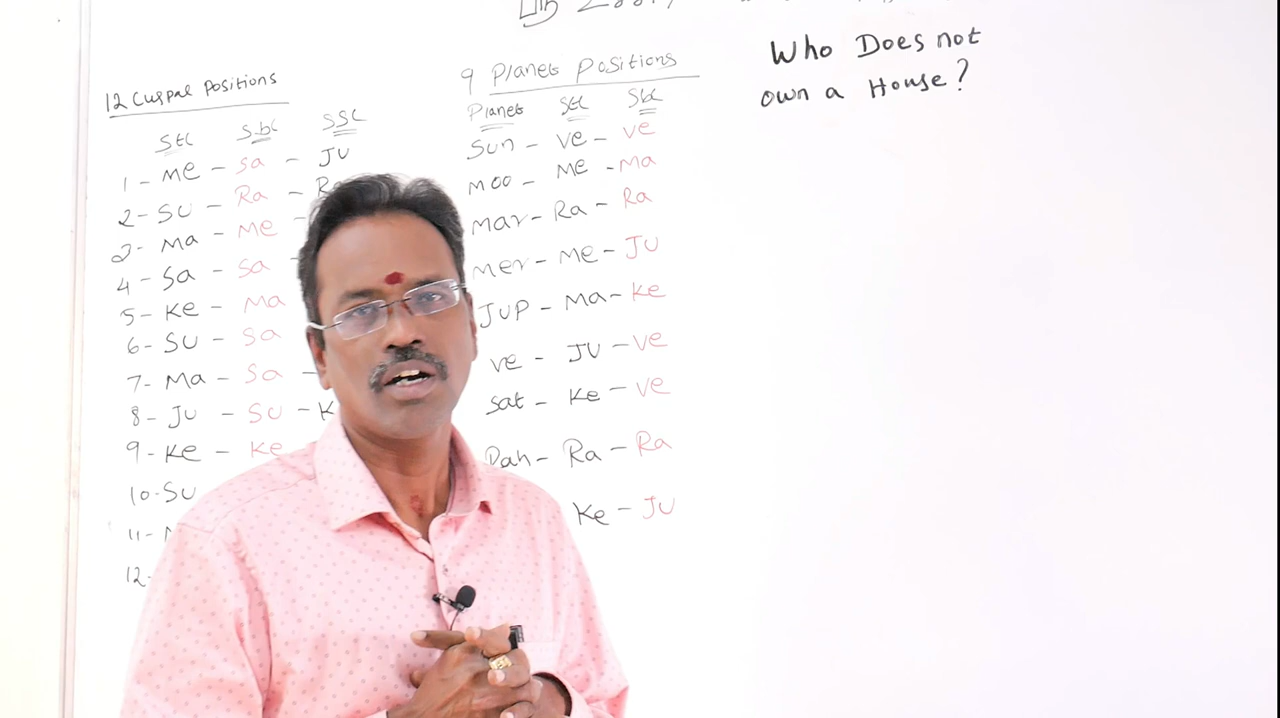 12 Cuspal Positions
Stl Sbl SSL
1 - Me - Sa - Ju
2 - Su - Ra -
3 - Ma - Me -
4 - Sa - Sa
5 - Ke - Ma
6 - Su - Sa
7 - Ma - Sa -
8 - Ju - Su - K
9 - Ke - Ke
10 - Su
11 -
12 -
9 Planet Positions
Planet Stl Sbl
Sun - Ve - Ve
Moo - Me - Ma
Mar - Ra - Ra
Mer - Me - Ju
Jup - Ma - Ke
Ve - Ju - Ve
Sat - Ke - Ve
Rah - Ra - Ra
Ke - Ju
Who Does not
own a House?